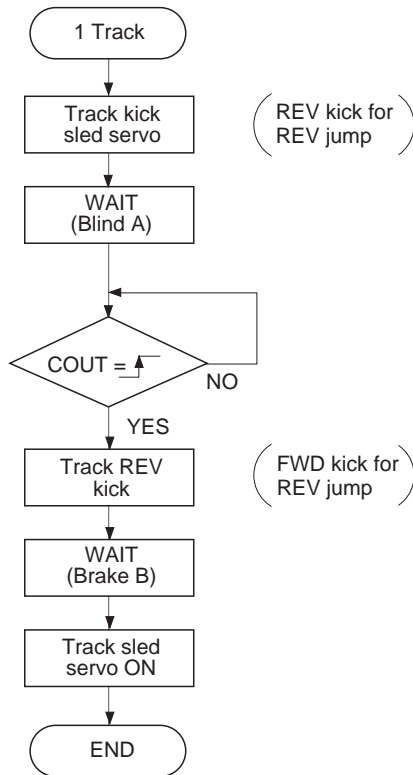 1 Track
Track kick
sled servo
REV kick for
REV jump
WAIT
(Blind A)
COUT =
NO
YES
Track REV
kick
FWD kick for
REV jump
WAIT
(Brake B)
Track sled
servo ON
END